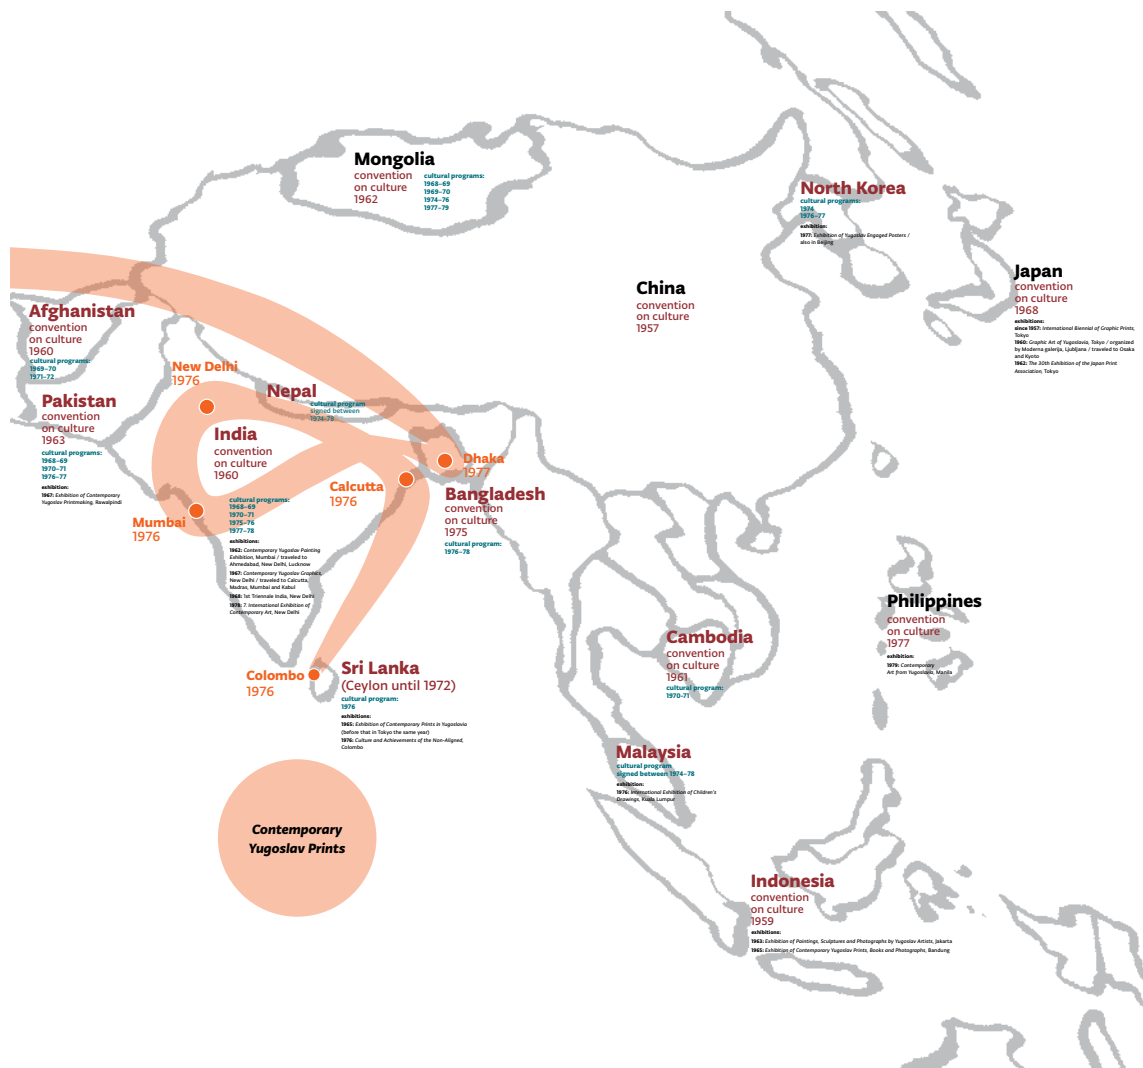 Mongolia
convention
on culture
1962
cultural programs:
1968–69
1969–70
1974–76
1977–79
North Korea
cultural programs:
1974
1976–77
exhibition:
1977: Exhibition of Yugoslav Engaged Posters /
also in Beijing
China
convention
on culture
1957
Japan
convention
on culture
1968
exhibitions:
since 1957: International Biennial of Graphic Prints,
Tokyo
1960: Graphic Art of Yugoslavia, Tokyo / organized
by Moderna galerija, Ljubljana / traveled to Osaka
and Kyoto
1962: The 30th Exhibition of the Japan Print
Association, Tokyo
Afghanistan
convention
on culture
1960
cultural programs:
1969–70
1971–72
Pakistan
convention
on culture
1963
cultural programs:
1968–69
1970–71
1976–77
exhibition:
1967: Exhibition of Contemporary
Yugoslav Printmaking, Rawalpindi
New Delhi
1976
Nepal
cultural program
signed between
1974–78
India
convention
on culture
1960
Mumbai
1976
cultural programs:
1968–69
1970–71
1975–76
1977–78
exhibitions:
1962: Contemporary Yugoslav Painting
Exhibition, Mumbai / traveled to
Ahmedabad, New Delhi, Lucknow
1967: Contemporary Yugoslav Graphics,
New Delhi / traveled to Calcutta,
Madras, Mumbai and Kabul
1968: 1st Triennale India, New Delhi
1978: 7. International Exhibition of
Contemporary Art, New Delhi
Calcutta
1976
Dhaka
1977
Bangladesh
convention
on culture
1975
cultural program:
1976–78
Colombo
1976
Sri Lanka
(Ceylon until 1972)
cultural program:
1976
exhibitions:
1965: Exhibition of Contemporary Prints in Yugoslavia
(before that in Tokyo the same year)
1976: Culture and Achievements of the Non-Aligned,
Colombo
Philippines
convention
on culture
1977
exhibition:
1979: Contemporary
Art from Yugoslavia, Manila
Cambodia
convention
on culture
1961
cultural program:
1970-71
Malaysia
cultural program
signed between 1974–78
exhibition:
1976: International Exhibition of Children's
Drawings, Kuala Lumpur
Indonesia
convention
on culture
1959
exhibitions:
1963: Exhibition of Paintings, Sculptures and Photographs by Yugoslav Artists, Jakarta
1965: Exhibition of Contemporary Yugoslav Prints, Books and Photographs, Bandung
Contemporary
Yugoslav Prints